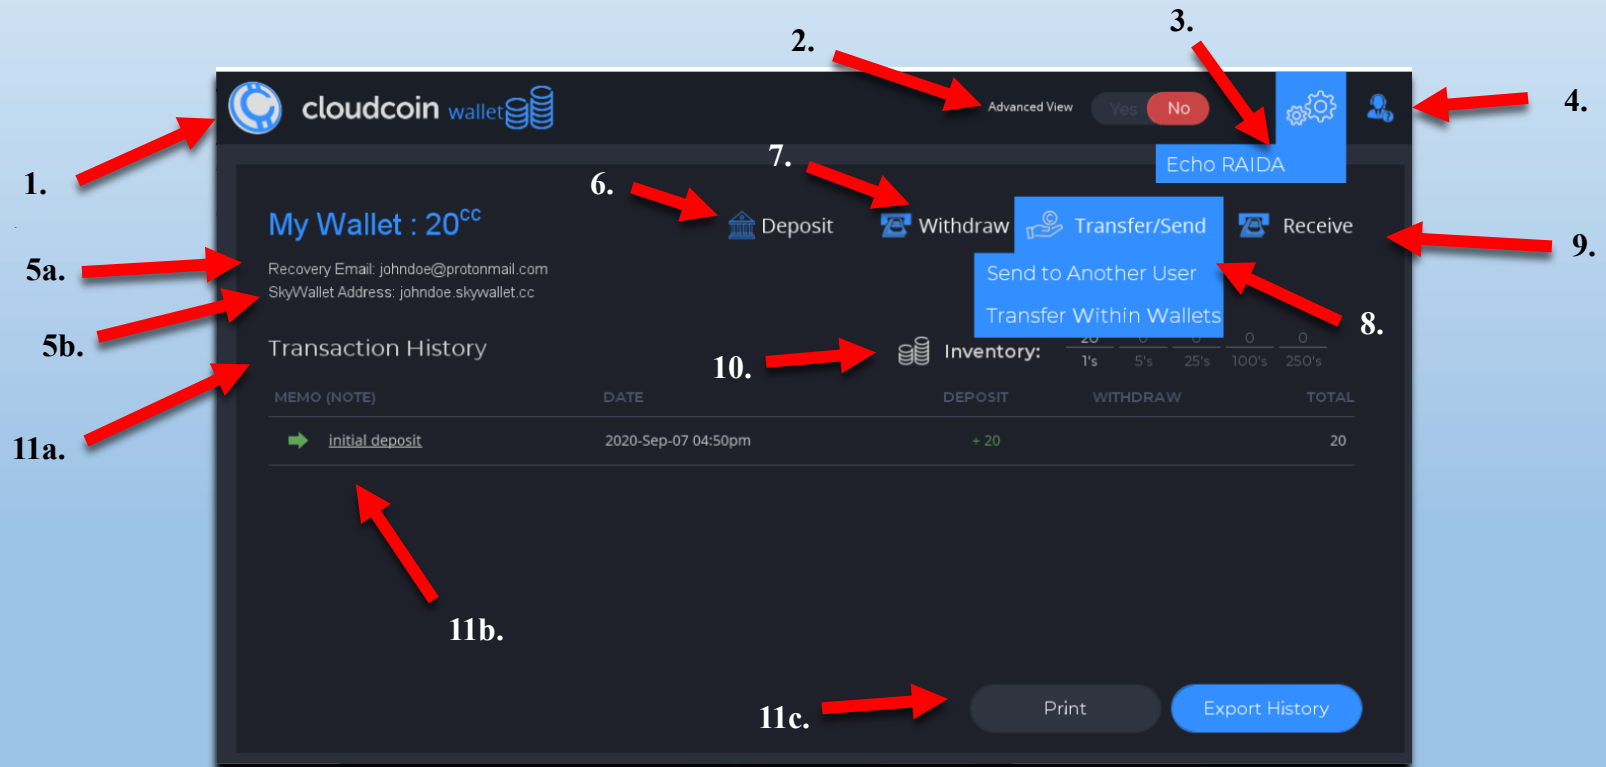 3.
2.
4.
cloudcoin wallet
Advanced View
Yes No
1.
7.
Echo RAIDA
6.
My Wallet : 20cc
Deposit
Withdraw
Transfer/Send
Receive
9.
5a.
Recovery Email: johndoe@protonmail.com
SkyWallet Address: johndoe.skywallet.cc
Send to Another User
Transfer Within Wallets
8.
5b.
Transaction History
10.
Inventory:
20 0 0 0 0
1's 5's 25's 100's 250's
MEMO (NOTE) DATE DEPOSIT WITHDRAW TOTAL
11a.
initial deposit 2020-Sep-07 04:50pm + 20 20
11b.
11c.
Print
Export History